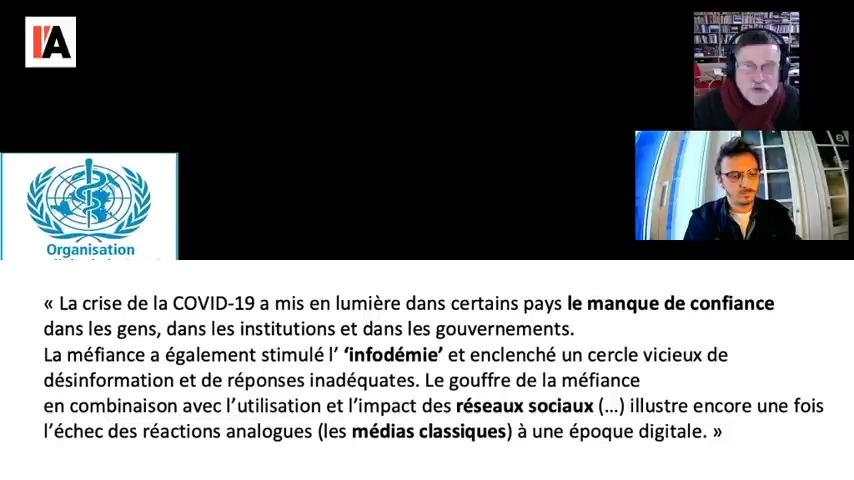 I'A
Organisation
« La crise de la COVID-19 a mis en lumière dans certains pays le manque de confiance
dans les gens, dans les institutions et dans les gouvernements.
La méfiance a également stimulé l’ ‘infodémie’ et enclenché un cercle vicieux de
désinformation et de réponses inadéquates. Le gouffre de la méfiance
en combinaison avec l’utilisation et l’impact des réseaux sociaux (…) illustre encore une fois
l’échec des réactions analogues (les médias classiques) à une époque digitale. »